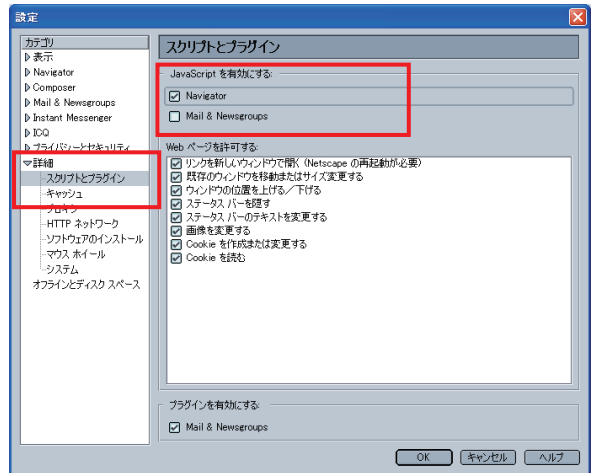 設定
カテゴリ
表示
Navigator
Composer
Mail & Newsgroups
Instant Messenger
ICQ
プライバシーとセキュリティ
詳細
スクリプトとプラグイン
キャッシュ
プロキシ
HTTP ネットワーク
ソフトウェアのインストール
マウス ホイール
システム
オフラインとディスク スペース
スクリプトとプラグイン
JavaScript を有効にする:
Navigator
Mail & Newsgroups
Web ページを許可する:
リンクを新しいウィンドウで開く (Netscape の再起動が必要)
既存のウィンドウを移動またはサイズ変更する
ウィンドウの位置を上げる/下げる
ステータス バーを隠す
ステータス バーのテキストを変更する
画像を変更する
Cookie を作成または変更する
Cookie を読む
プラグインを有効にする:
Mail & Newsgroups
OK
キャンセル
ヘルプ